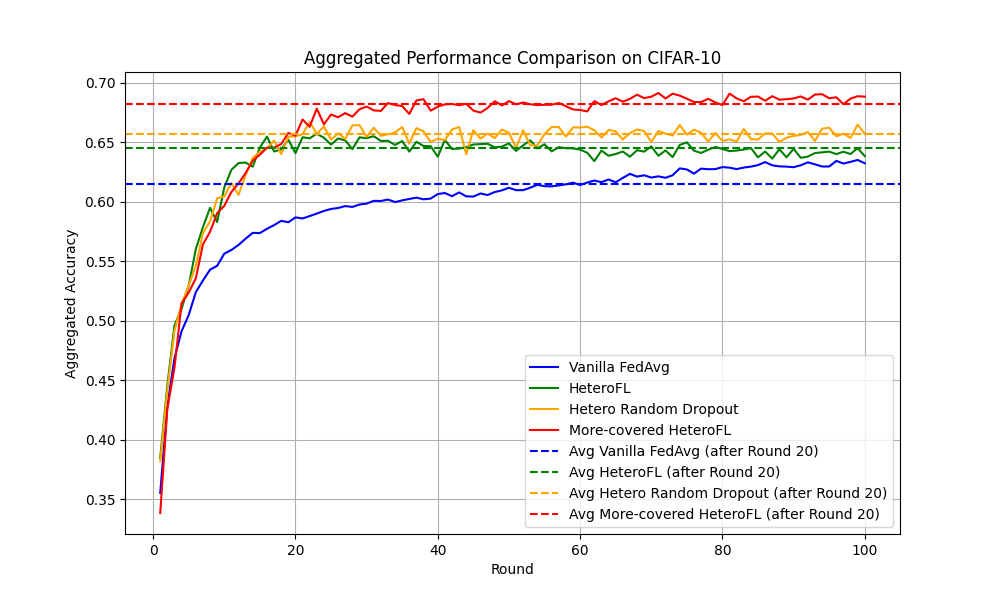 Aggregated Performance Comparison on CIFAR-10
Aggregated Accuracy
0.70
0.65
0.60
0.55
0.50
0.45
0.40
0.35
Vanilla FedAvg
HeteroFL
Hetero Random Dropout
More-covered HeteroFL
Avg Vanilla FedAvg (after Round 20)
Avg HeteroFL (after Round 20)
Avg Hetero Random Dropout (after Round 20)
Avg More-covered HeteroFL (after Round 20)
0 20 40 60 80 100
Round